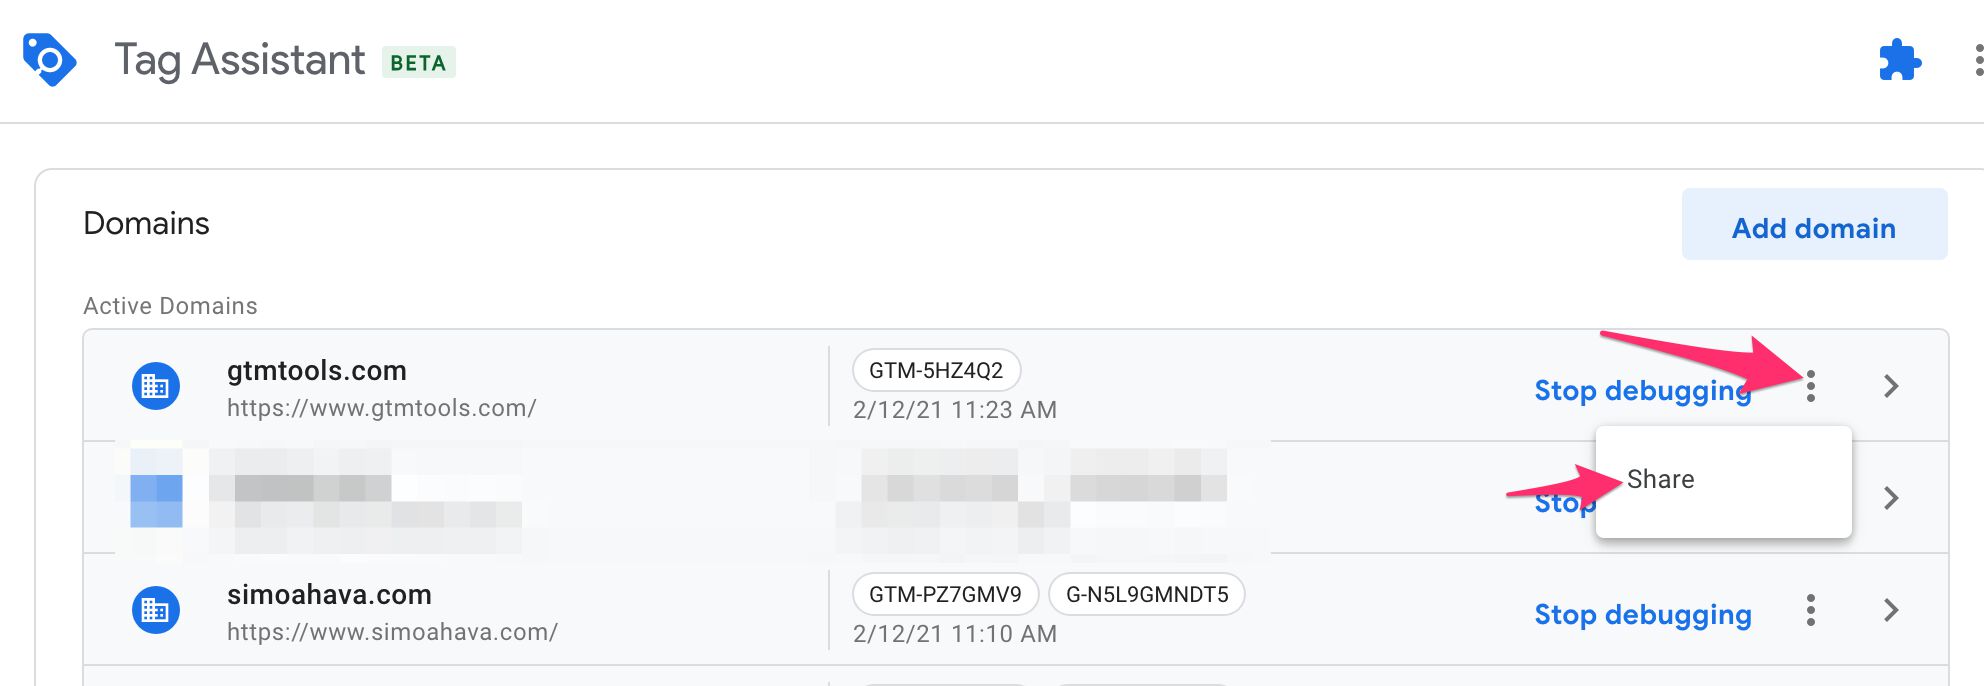 Tag Assistant BETA
Domains
Add domain
Active Domains
gtmtools.com
https://www.gtmtools.com/
GTM-5HZ4Q2
2/12/21 11:23 AM
Stop debugging
Share
Stop
simoahava.com
https://www.simoahava.com/
GTM-PZ7GMV9 G-N5L9GMNDT5
2/12/21 11:10 AM
Stop debugging